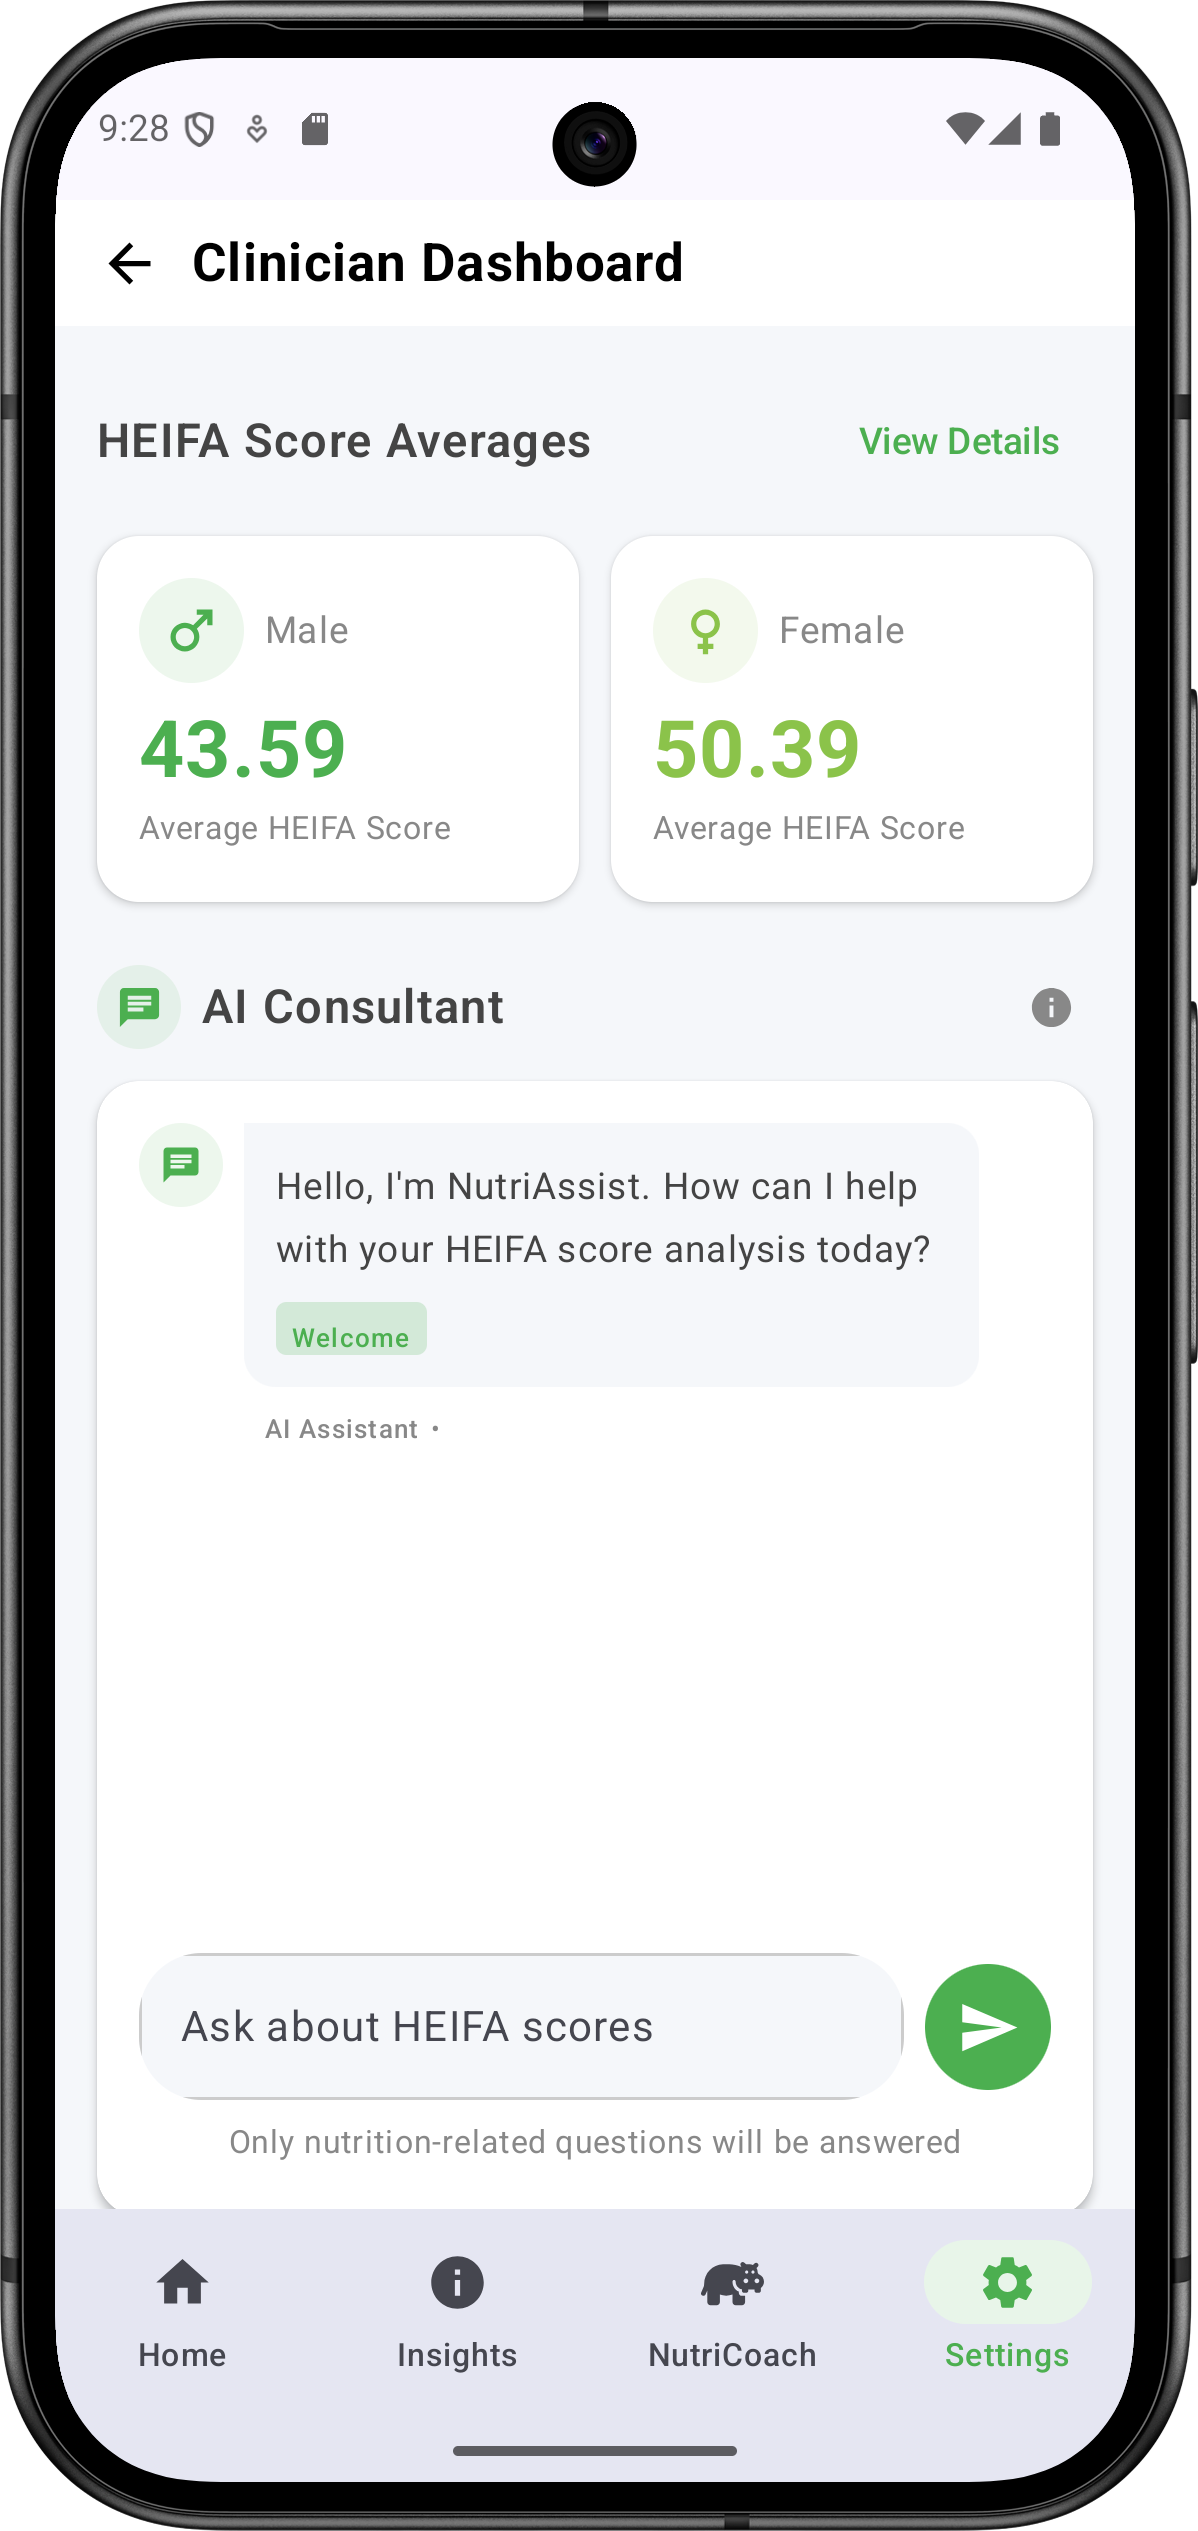 9:28
Clinician Dashboard
HEIFA Score Averages
View Details
Male
43.59
Average HEIFA Score
Female
50.39
Average HEIFA Score
AI Consultant
Hello, I'm NutriAssist. How can I help
with your HEIFA score analysis today?
Welcome
AI Assistant •
Ask about HEIFA scores
Only nutrition-related questions will be answered
Home
Insights
NutriCoach
Settings